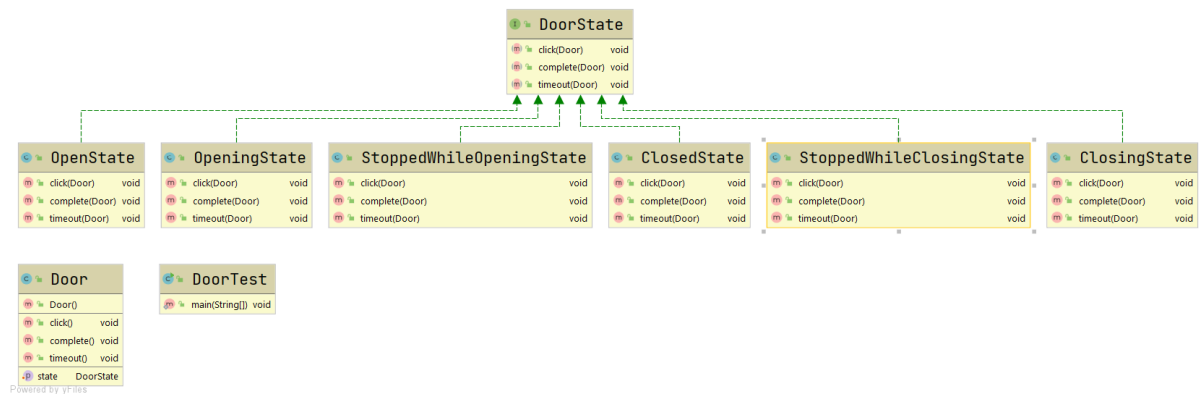 DoorState
click(Door) void
complete(Door) void
timeout(Door) void
OpenState
click(Door) void
complete(Door) void
timeout(Door) void
OpeningState
click(Door) void
complete(Door) void
timeout(Door) void
StoppedWhileOpeningState
click(Door) void
complete(Door) void
timeout(Door) void
ClosedState
click(Door) void
complete(Door) void
timeout(Door) void
StoppedWhileClosingState
click(Door) void
complete(Door) void
timeout(Door) void
ClosingState
click(Door) void
complete(Door) void
timeout(Door) void
Door
Door()
click() void
complete() void
timeout() void
state DoorState
DoorTest
main(String[]) void
Powered by yFiles